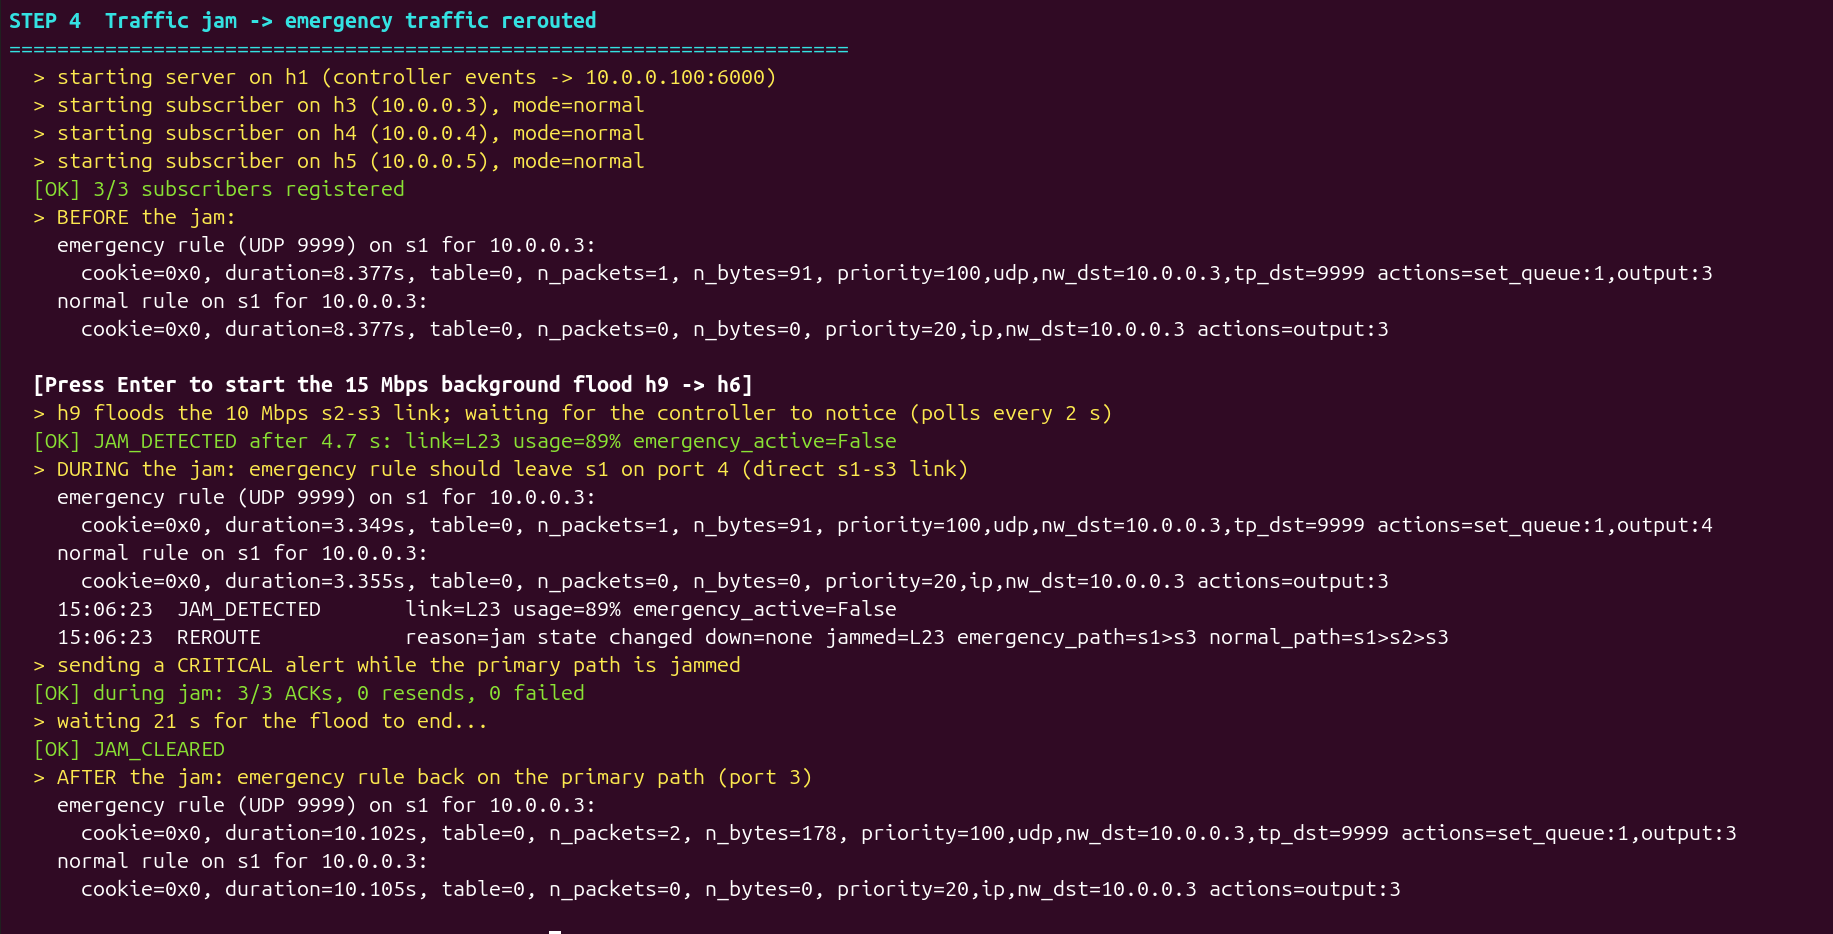 STEP 4  Traffic jam -> emergency traffic rerouted
======================================================================
  > starting server on h1 (controller events -> 10.0.0.100:6000)
  > starting subscriber on h3 (10.0.0.3), mode=normal
  > starting subscriber on h4 (10.0.0.4), mode=normal
  > starting subscriber on h5 (10.0.0.5), mode=normal
  [OK] 3/3 subscribers registered
  > BEFORE the jam:
    emergency rule (UDP 9999) on s1 for 10.0.0.3:
      cookie=0x0, duration=8.377s, table=0, n_packets=1, n_bytes=91, priority=100,udp,nw_dst=10.0.0.3,tp_dst=9999 actions=set_queue:1,output:3
    normal rule on s1 for 10.0.0.3:
      cookie=0x0, duration=8.377s, table=0, n_packets=0, n_bytes=0, priority=20,ip,nw_dst=10.0.0.3 actions=output:3

  [Press Enter to start the 15 Mbps background flood h9 -> h6]
  > h9 floods the 10 Mbps s2-s3 link; waiting for the controller to notice (polls every 2 s)
  [OK] JAM_DETECTED after 4.7 s: link=L23 usage=89% emergency_active=False
  > DURING the jam: emergency rule should leave s1 on port 4 (direct s1-s3 link)
    emergency rule (UDP 9999) on s1 for 10.0.0.3:
      cookie=0x0, duration=3.349s, table=0, n_packets=1, n_bytes=91, priority=100,udp,nw_dst=10.0.0.3,tp_dst=9999 actions=set_queue:1,output:4
    normal rule on s1 for 10.0.0.3:
      cookie=0x0, duration=3.355s, table=0, n_packets=0, n_bytes=0, priority=20,ip,nw_dst=10.0.0.3 actions=output:3
    15:06:23  JAM_DETECTED       link=L23 usage=89% emergency_active=False
    15:06:23  REROUTE            reason=jam state changed down=none jammed=L23 emergency_path=s1>s3 normal_path=s1>s2>s3
  > sending a CRITICAL alert while the primary path is jammed
  [OK] during jam: 3/3 ACKs, 0 resends, 0 failed
  > waiting 21 s for the flood to end...
  [OK] JAM_CLEARED
  > AFTER the jam: emergency rule back on the primary path (port 3)
    emergency rule (UDP 9999) on s1 for 10.0.0.3:
      cookie=0x0, duration=10.102s, table=0, n_packets=2, n_bytes=178, priority=100,udp,nw_dst=10.0.0.3,tp_dst=9999 actions=set_queue:1,output:3
    normal rule on s1 for 10.0.0.3:
      cookie=0x0, duration=10.105s, table=0, n_packets=0, n_bytes=0, priority=20,ip,nw_dst=10.0.0.3 actions=output:3